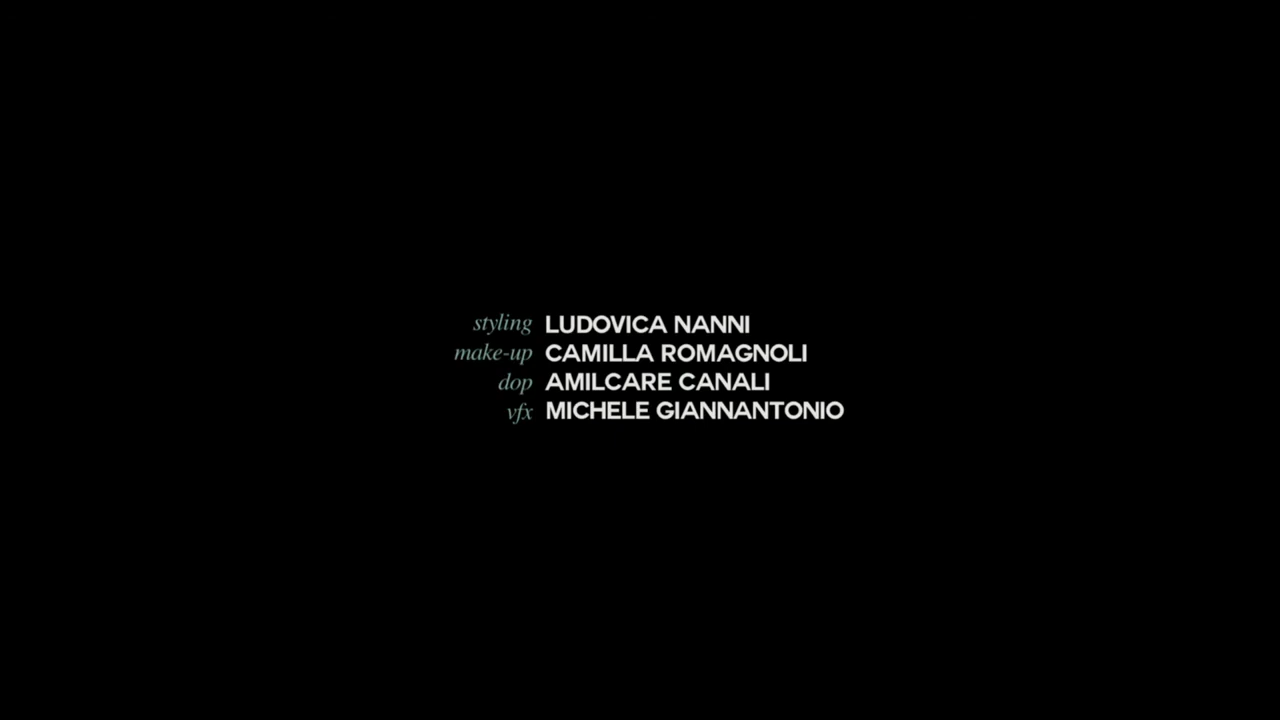 styling LUDOVICA NANNI
make-up CAMILLA ROMAGNOLI
dop AMILCARE CANALI
vfx MICHELE GIANNANTONIO